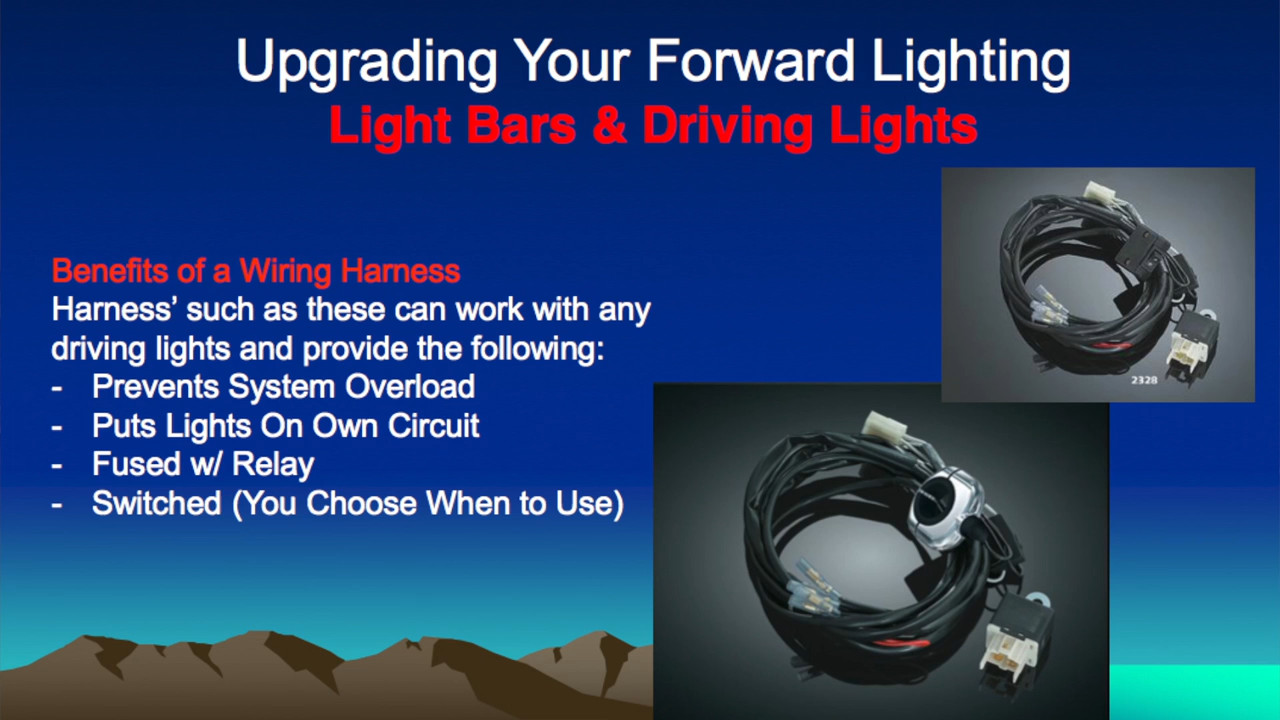 Upgrading Your Forward Lighting
Light Bars & Driving Lights
Benefits of a Wiring Harness
Harness’ such as these can work with any
driving lights and provide the following:
- Prevents System Overload
- Puts Lights On Own Circuit
- Fused w/ Relay
- Switched (You Choose When to Use)
2328